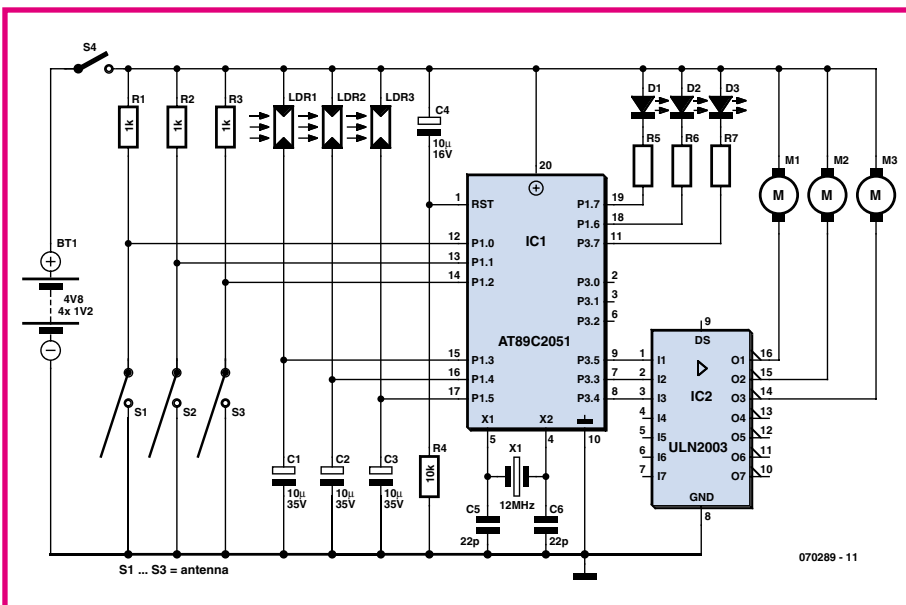 S4
R1
1k
R2
1k
R3
1k
LDR1
LDR2
LDR3
C4
10µ
16V
D1
D2
D3
R5
R6
R7
M1
M
M2
M
M3
M
BT1
4V8
4x 1V2
S1
S2
S3
20
1 RST
12 P1.0
13 P1.1
14 P1.2
15 P1.3
16 P1.4
17 P1.5
IC1
AT89C2051
P1.7 19
P1.6 18
P3.7 11
P3.0 2
P3.1 3
P3.2 6
P3.5 9
P3.3 7
P3.4 8
X1
X2
5
4
10
9
DS
1 I1
2 I2
3 I3
4 I4
5 I5
6 I6
7 I7
IC2
ULN2003
O1 16
O2 15
O3 14
O4 13
O5 12
O6 11
O7 10
GND
8
C1
10µ
35V
C2
10µ
35V
C3
10µ
35V
R4
10k
X1
12MHz
C5
22p
C6
22p
S1 ... S3 = antenna
070289 - 11